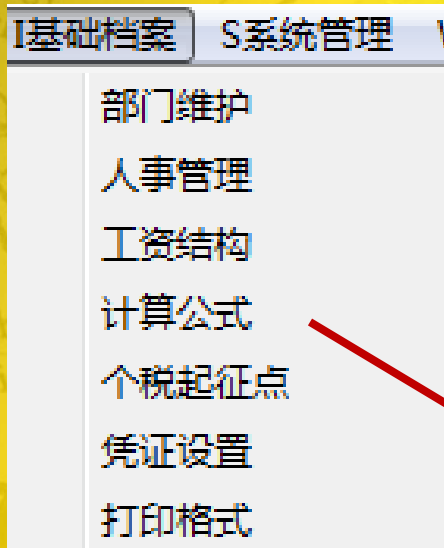 I基础档案 S系统管理
部门维护
人事管理
工资结构
计算公式
个税起征点
凭证设置
打印格式